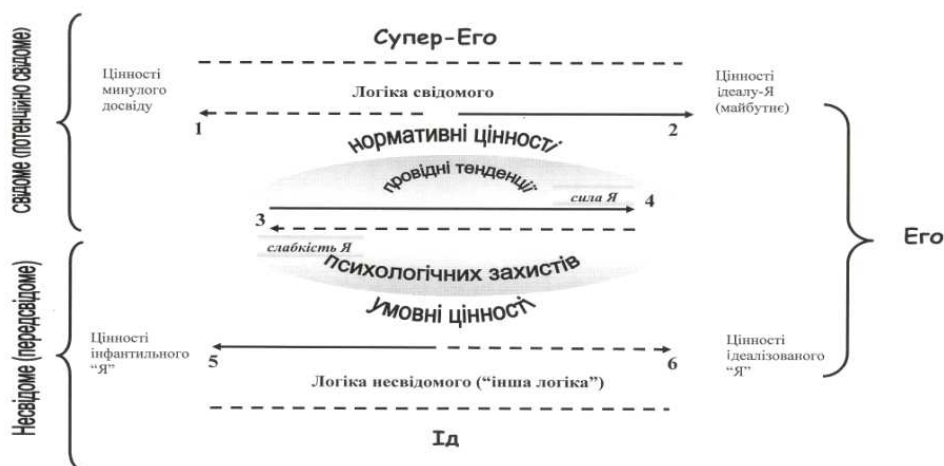 Супер-Его
Свідоме (потенційно свідоме)
Цінності
минулого
досвіду
Логіка свідомого
Цінності
ідеалу-Я
(майбутнє)
1
2
нормативні цінності
провідні тенденції
сила Я
3
4
Его
слабкість Я
психологічних захистів
умовні цінності
Несвідоме (передсвідоме)
Цінності
інфантильного
“Я”
5
6
Цінності
ідеалізованого
“Я”
Логіка несвідомого (“інша логіка”)
Ід